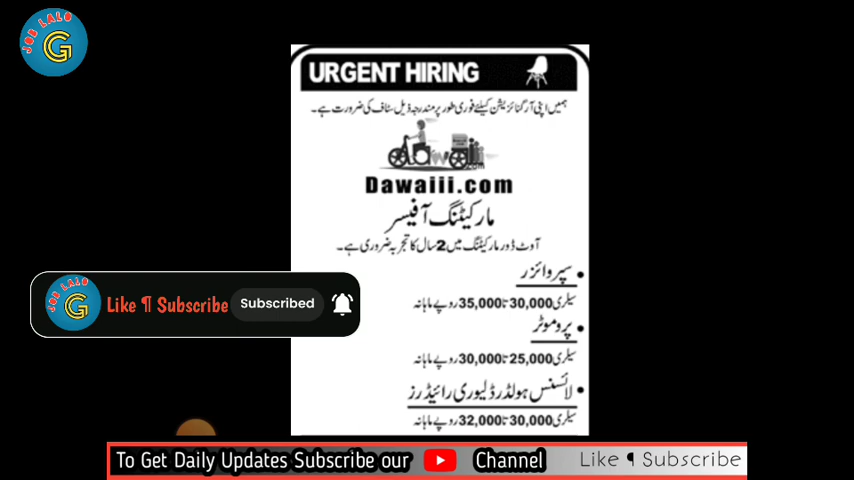 JOB LALO
G
URGENT HIRING
ہمیں اپنی آرگنائزیشن کیلئے فوری طور پر مندرجہ ذیل سٹاف کی ضرورت ہے۔
Dawaiii.com
مارکیٹنگ آفیسر
آوٹ ڈور مارکیٹنگ میں 2 سال کا تجربہ ضروری ہے۔
• سپروائزر
سیلری 30,000 تا 35,000 روپے ماہانہ
• پروموٹر
سیلری 25,000 تا 30,000 روپے ماہانہ
• لائسنس ہولڈر ڈلیوری رائیڈرز
سیلری 30,000 تا 32,000 روپے ماہانہ
JOB LALO
G
Like ¶ Subscribe
Subscribed
To Get Daily Updates Subscribe our Channel Like ¶ Subscribe